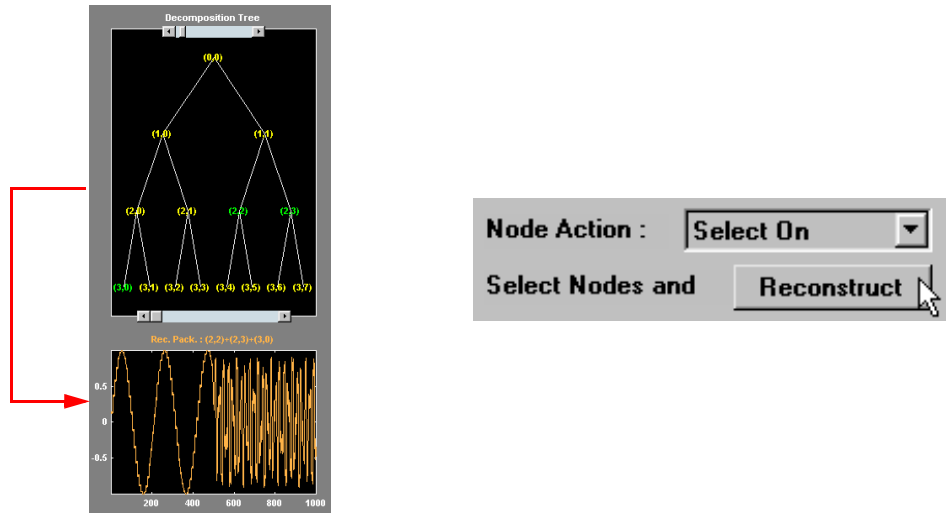 Decomposition Tree
(0,0)
(1,0) (1,1)
(2,0) (2,1) (2,2) (2,3)
(3,0) (3,1) (3,2) (3,3) (3,4) (3,5) (3,6) (3,7)
Rec. Pack. : (2,2)+(2,3)+(3,0)
0.5
0
-0.5
200 400 600 800 1000
Node Action : Select On
Select Nodes and Reconstruct